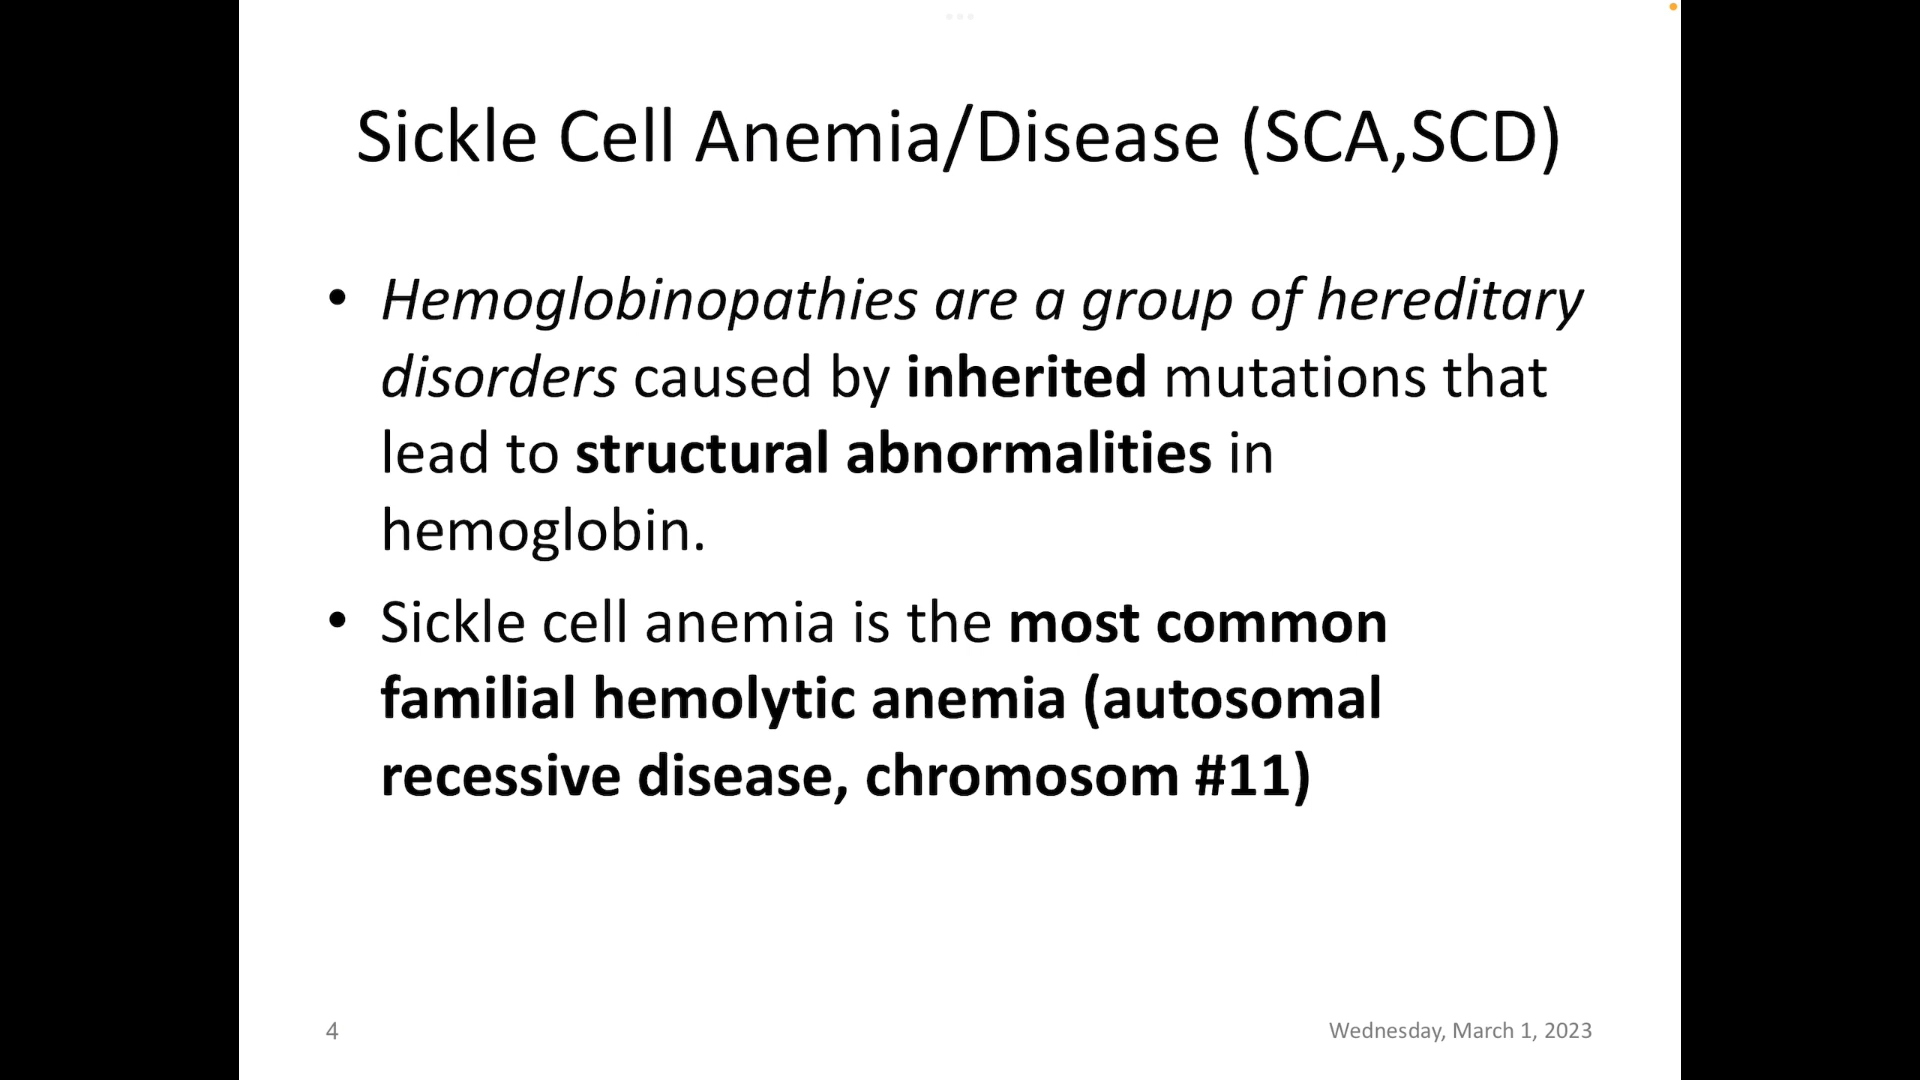 Sickle Cell Anemia/Disease (SCA,SCD)
• Hemoglobinopathies are a group of hereditary
disorders caused by inherited mutations that
lead to structural abnormalities in
hemoglobin.
• Sickle cell anemia is the most common
familial hemolytic anemia (autosomal
recessive disease, chromosom #11)
4
Wednesday, March 1, 2023